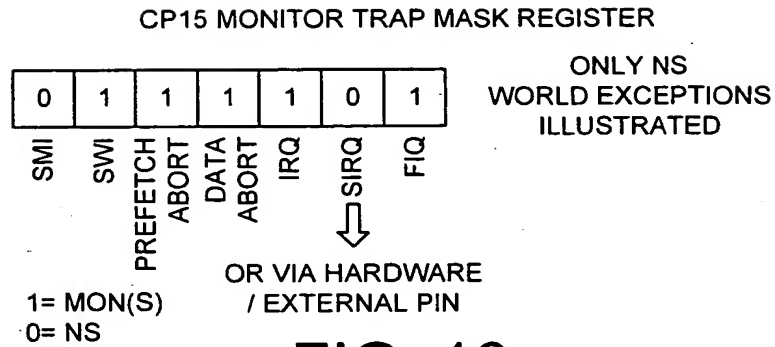 CP15 MONITOR TRAP MASK REGISTER
ONLY NS
WORLD EXCEPTIONS
ILLUSTRATED
0 1 1 1 1 0 1
SMI
SWI
PREFETCH
ABORT
DATA
ABORT
IRQ
SIRQ
FIQ
OR VIA HARDWARE
/ EXTERNAL PIN
1= MON(S)
0= NS